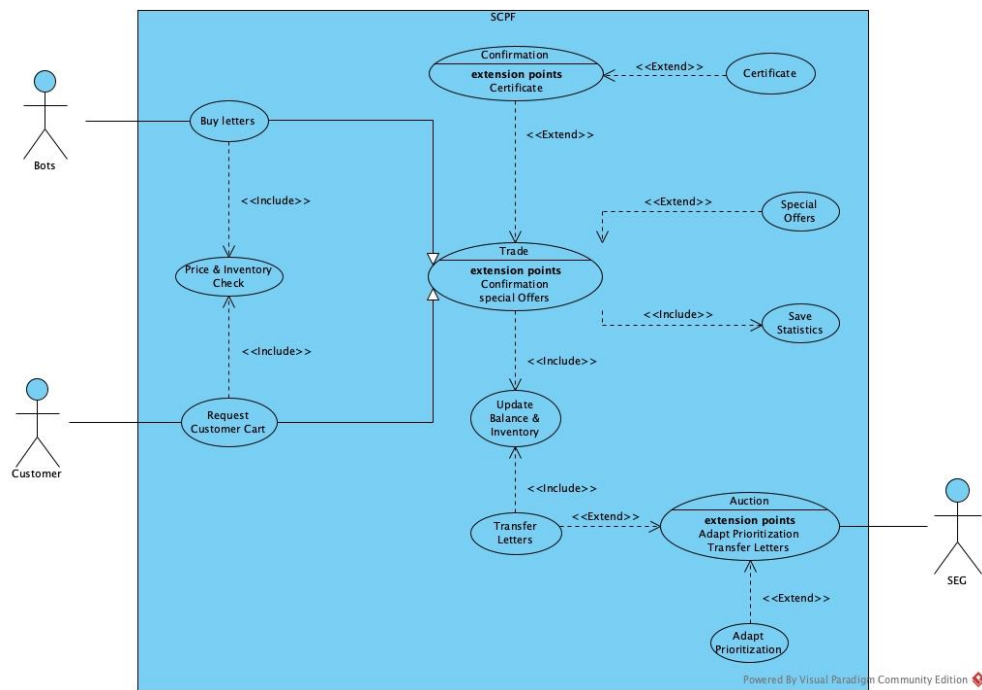 SCPF
Confirmation
extension points
Certificate
<<Extend>>
Certificate
Bots
Buy letters
<<Extend>>
<<Include>>
<<Extend>>
Special
Offers
Price & Inventory
Check
Trade
extension points
Confirmation
special Offers
<<Include>>
Save
Statistics
<<Include>>
<<Include>>
Customer
Request
Customer Cart
Update
Balance &
Inventory
<<Include>>
Transfer
Letters
<<Extend>>
Auction
extension points
Adapt Prioritization
Transfer Letters
SEG
<<Extend>>
Adapt
Prioritization
Powered By Visual Paradigm Community Edition